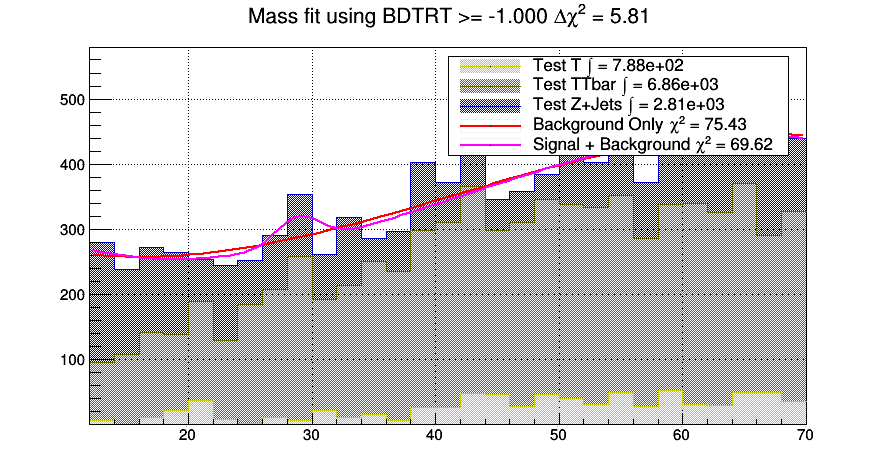 Mass fit using BDTRT >= -1.000 Δχ² = 5.81
Test T ∫ = 7.88e+02
Test TTbar ∫ = 6.86e+03
Test Z+Jets ∫ = 2.81e+03
Background Only χ² = 75.43
Signal + Background χ² = 69.62
500
400
300
200
100
20 30 40 50 60 70